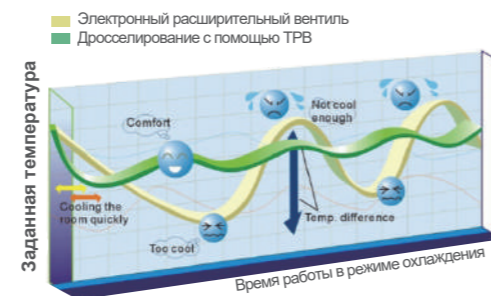 Электронный расширительный вентиль
Дросселирование с помощью ТРВ
Заданная температура
Comfort
Not cool
enough
Cooling the
room quickly
Too cool
Temp. difference
Время работы в режиме охлаждения